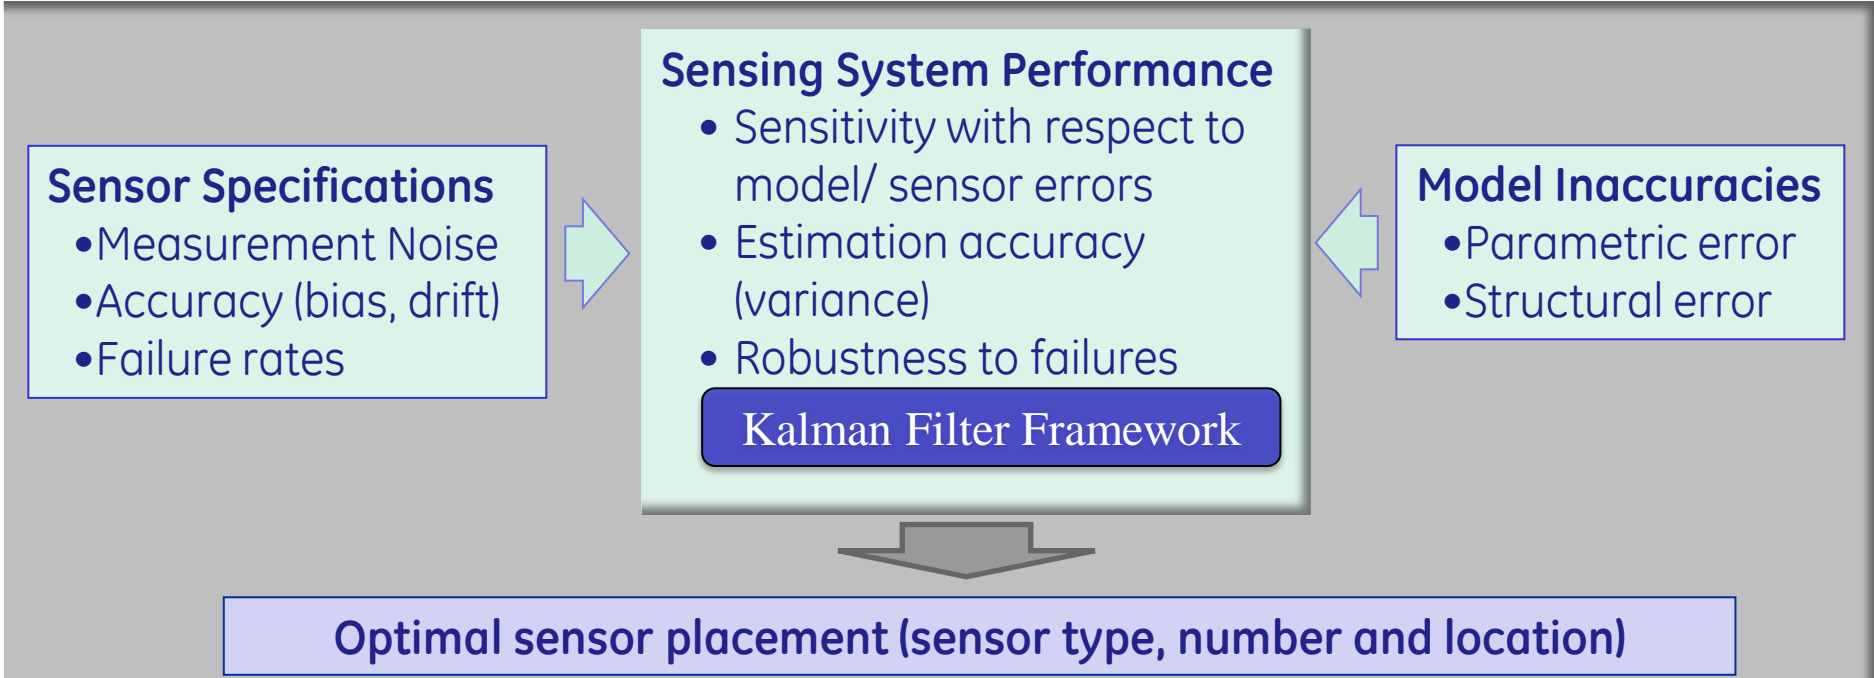 Sensor Specifications
•Measurement Noise
•Accuracy (bias, drift)
•Failure rates
Sensing System Performance
• Sensitivity with respect to
model/ sensor errors
• Estimation accuracy
(variance)
• Robustness to failures
Kalman Filter Framework
Model Inaccuracies
•Parametric error
•Structural error
Optimal sensor placement (sensor type, number and location)